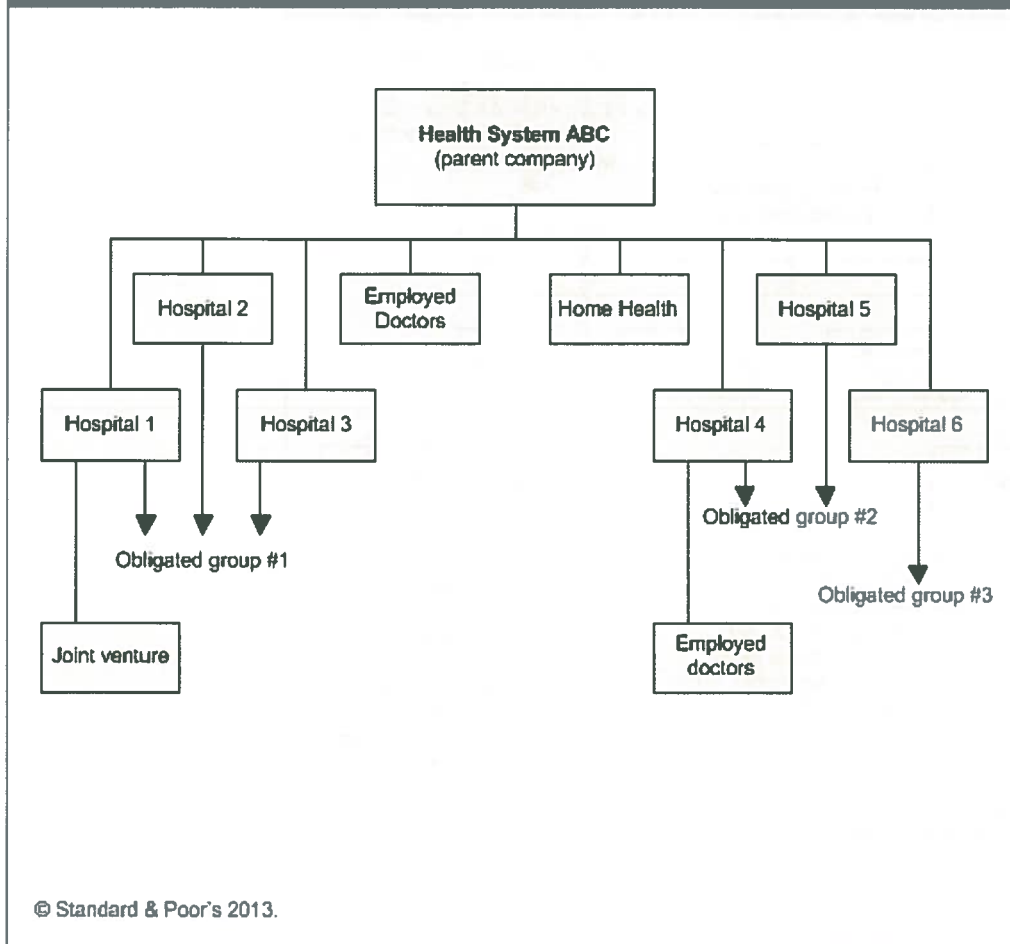 Health System ABC
(parent company)
Hospital 2
Employed
Doctors
Home Health
Hospital 5
Hospital 1
Hospital 3
Hospital 4
Hospital 6
Obligated group #2
Obligated group #1
Obligated group #3
Joint venture
Employed
doctors
© Standard & Poor's 2013.